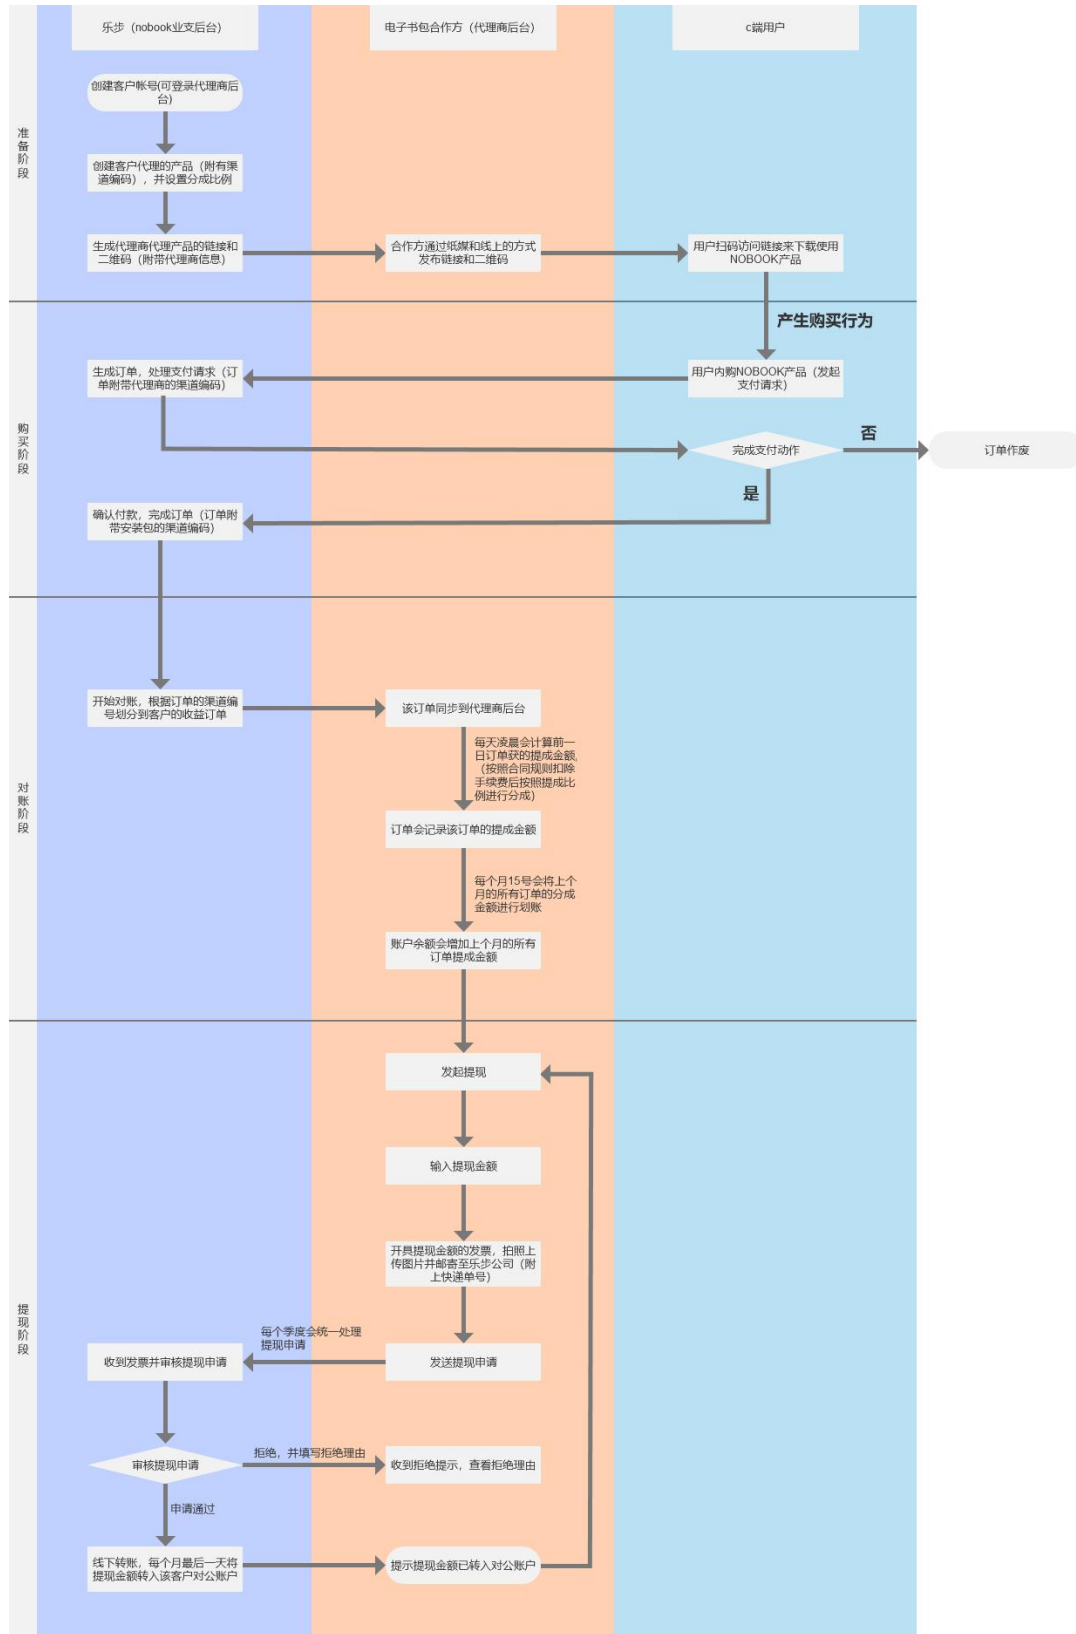 乐步（nobook业支后台）
电子书包合作方（代理商后台）
c端用户
准备阶段
创建客户帐号(可登录代理商后
台)
创建客户代理的产品（附有渠
道编码），并设置分成比例
生成代理商代理产品的链接和
二维码（附带代理商信息）
合作方通过纸媒和线上的方式
发布链接和二维码
用户扫码访问链接来下载使用
NOBOOK产品
产生购买行为
购买阶段
生成订单，处理支付请求（订
单附带代理商的渠道编码）
用户内购NOBOOK产品（发起
支付请求）
完成支付动作
否
订单作废
是
确认付款，完成订单（订单附
带安装包的渠道编码）
对账阶段
开始对账，根据订单的渠道编
号划分到客户的收益订单
该订单同步到代理商后台
每天凌晨会计算前一
日订单获的提成金额,
（按照合同规则扣除
手续费后按照提成比
例进行分成）
订单会记录该订单的提成金额
每个月15号会将上个
月的所有订单的分成
金额进行划账
账户余额会增加上个月的所有
订单提成金额
提现阶段
发起提现
输入提现金额
开具提现金额的发票，拍照上
传图片并邮寄至乐步公司（附
上快递单号）
每个季度会统一处理
提现申请
收到发票并审核提现申请
发送提现申请
审核提现申请
拒绝，并填写拒绝理由
收到拒绝提示，查看拒绝理由
申请通过
线下转账，每个月最后一天将
提现金额转入该客户对公账户
提示提现金额已转入对公账户